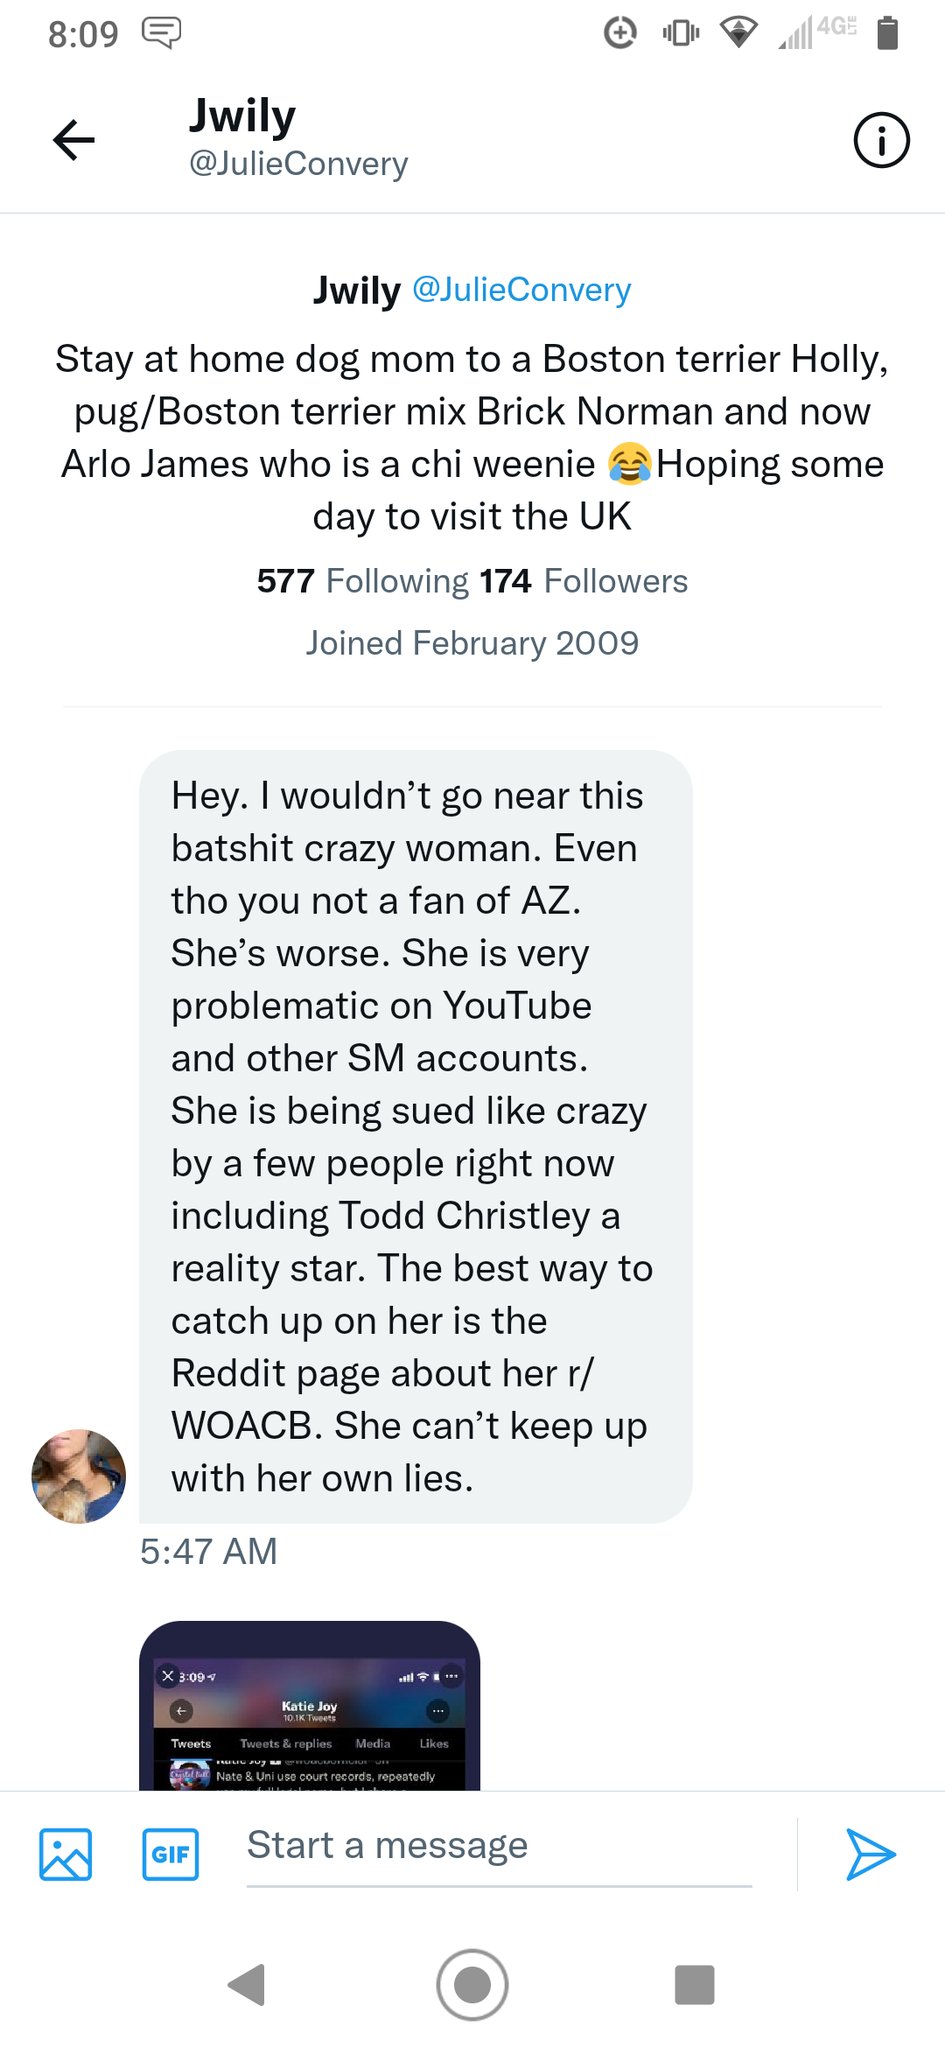 8:09
4G LTE
Jwily
@JulieConvery
Jwily @JulieConvery
Stay at home dog mom to a Boston terrier Holly,
pug/Boston terrier mix Brick Norman and now
Arlo James who is a chi weenie 😂Hoping some
day to visit the UK
577 Following 174 Followers
Joined February 2009
Hey. I wouldn’t go near this
batshit crazy woman. Even
tho you not a fan of AZ.
She’s worse. She is very
problematic on YouTube
and other SM accounts.
She is being sued like crazy
by a few people right now
including Todd Christley a
reality star. The best way to
catch up on her is the
Reddit page about her r/
WOACB. She can’t keep up
with her own lies.
5:47 AM
3:09
Katie Joy
10.1K Tweets
Tweets Tweets & replies Media Likes
Katie Joy
Nate & Uni use court records, repeatedly
GIF
Start a message